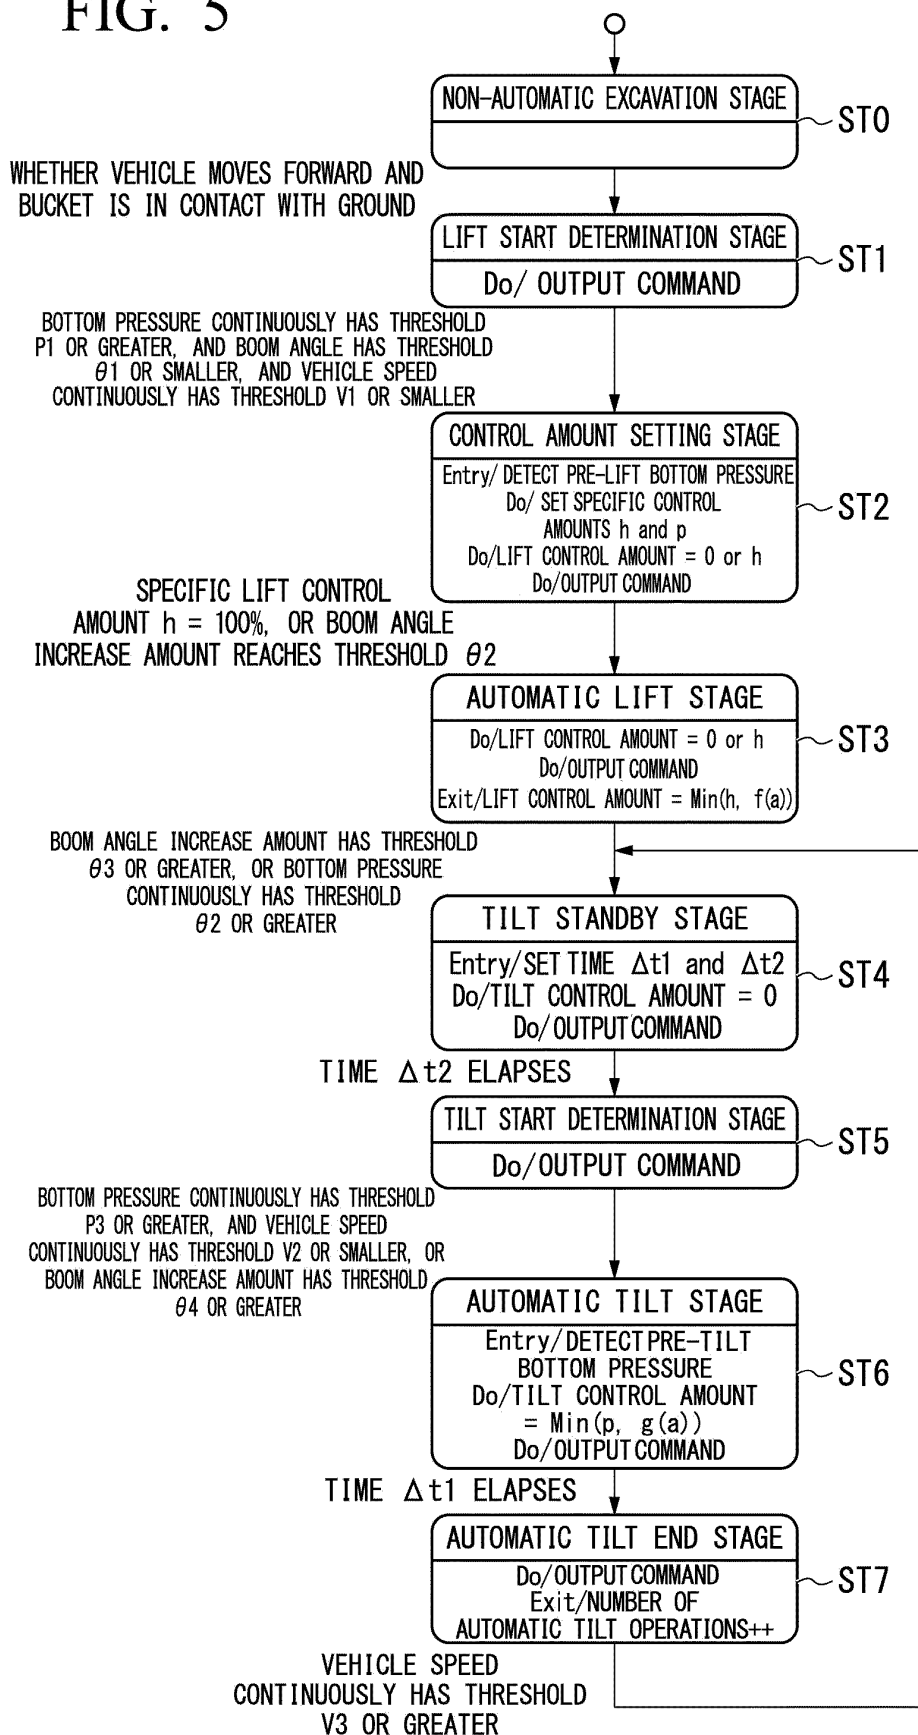 FIG. 5
NON-AUTOMATIC EXCAVATION STAGE
ST0
WHETHER VEHICLE MOVES FORWARD AND
BUCKET IS IN CONTACT WITH GROUND
LIFT START DETERMINATION STAGE
ST1
Do/ OUTPUT COMMAND
BOTTOM PRESSURE CONTINUOUSLY HAS THRESHOLD
P1 OR GREATER, AND BOOM ANGLE HAS THRESHOLD
θ1 OR SMALLER, AND VEHICLE SPEED
CONTINUOUSLY HAS THRESHOLD V1 OR SMALLER
CONTROL AMOUNT SETTING STAGE
Entry/ DETECT PRE-LIFT BOTTOM PRESSURE
Do/ SET SPECIFIC CONTROL
AMOUNTS h and p
Do/LIFT CONTROL AMOUNT = 0 or h
Do/OUTPUT COMMAND
ST2
SPECIFIC LIFT CONTROL
AMOUNT h = 100%, OR BOOM ANGLE
INCREASE AMOUNT REACHES THRESHOLD θ2
AUTOMATIC LIFT STAGE
Do/LIFT CONTROL AMOUNT = 0 or h
Do/OUTPUT COMMAND
Exit/LIFT CONTROL AMOUNT = Min(h, f(a))
ST3
BOOM ANGLE INCREASE AMOUNT HAS THRESHOLD
θ3 OR GREATER, OR BOTTOM PRESSURE
CONTINUOUSLY HAS THRESHOLD
θ2 OR GREATER
TILT STANDBY STAGE
Entry/SET TIME Δt1 and Δt2
Do/TILT CONTROL AMOUNT = 0
Do/OUTPUT COMMAND
ST4
TIME Δt2 ELAPSES
TILT START DETERMINATION STAGE
ST5
Do/OUTPUT COMMAND
BOTTOM PRESSURE CONTINUOUSLY HAS THRESHOLD
P3 OR GREATER, AND VEHICLE SPEED
CONTINUOUSLY HAS THRESHOLD V2 OR SMALLER, OR
BOOM ANGLE INCREASE AMOUNT HAS THRESHOLD
θ4 OR GREATER
AUTOMATIC TILT STAGE
Entry/DETECT PRE-TILT
BOTTOM PRESSURE
Do/TILT CONTROL AMOUNT
= Min(p, g(a))
Do/OUTPUT COMMAND
ST6
TIME Δt1 ELAPSES
AUTOMATIC TILT END STAGE
Do/OUTPUT COMMAND
Exit/NUMBER OF
AUTOMATIC TILT OPERATIONS++
ST7
VEHICLE SPEED
CONTINUOUSLY HAS THRESHOLD
V3 OR GREATER